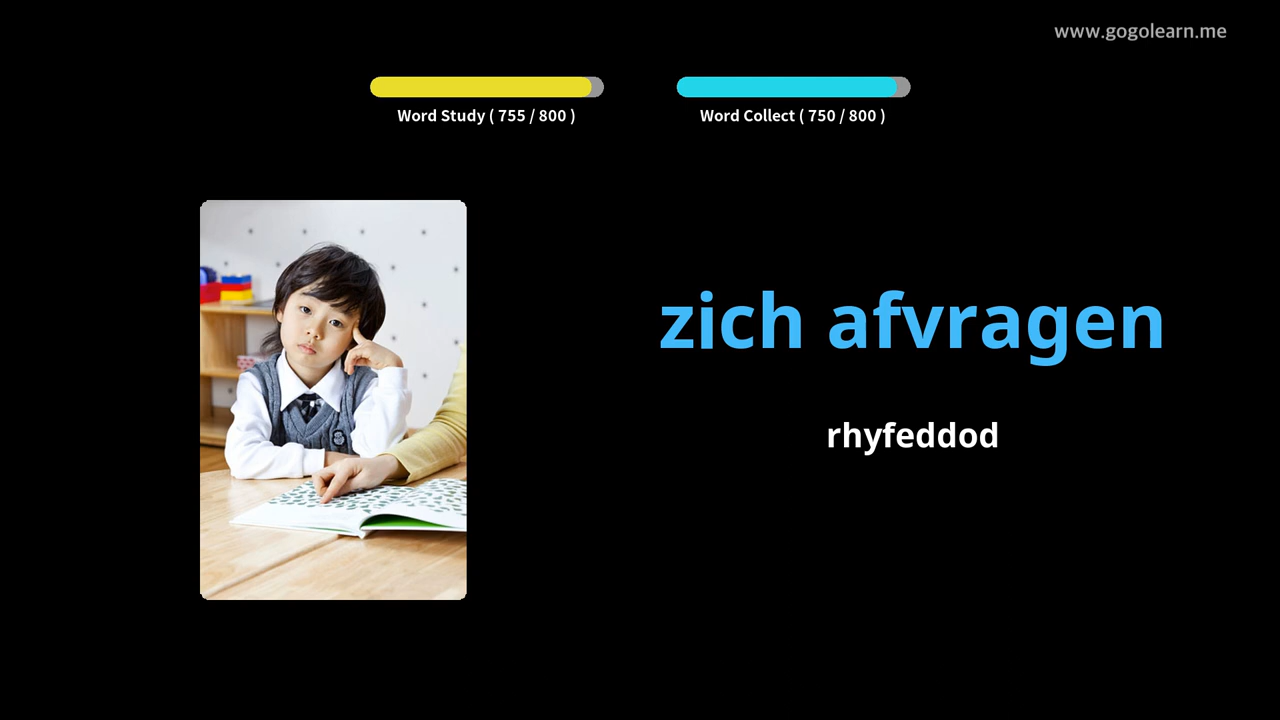 www.gogolearn.me
Word Study ( 755 / 800 )
Word Collect ( 750 / 800 )
zich afvragen
rhyfeddod